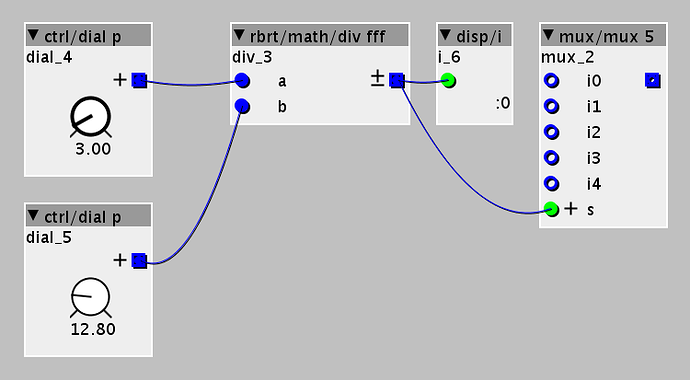 ▼ ctrl/dial p
dial_4
+
3.00
▼ rbrt/math/div fff
div_3
a ±
b
▼ disp/i
i_6
:0
▼ mux/mux 5
mux_2
i0
i1
i2
i3
i4
+ s
▼ ctrl/dial p
dial_5
+
12.80